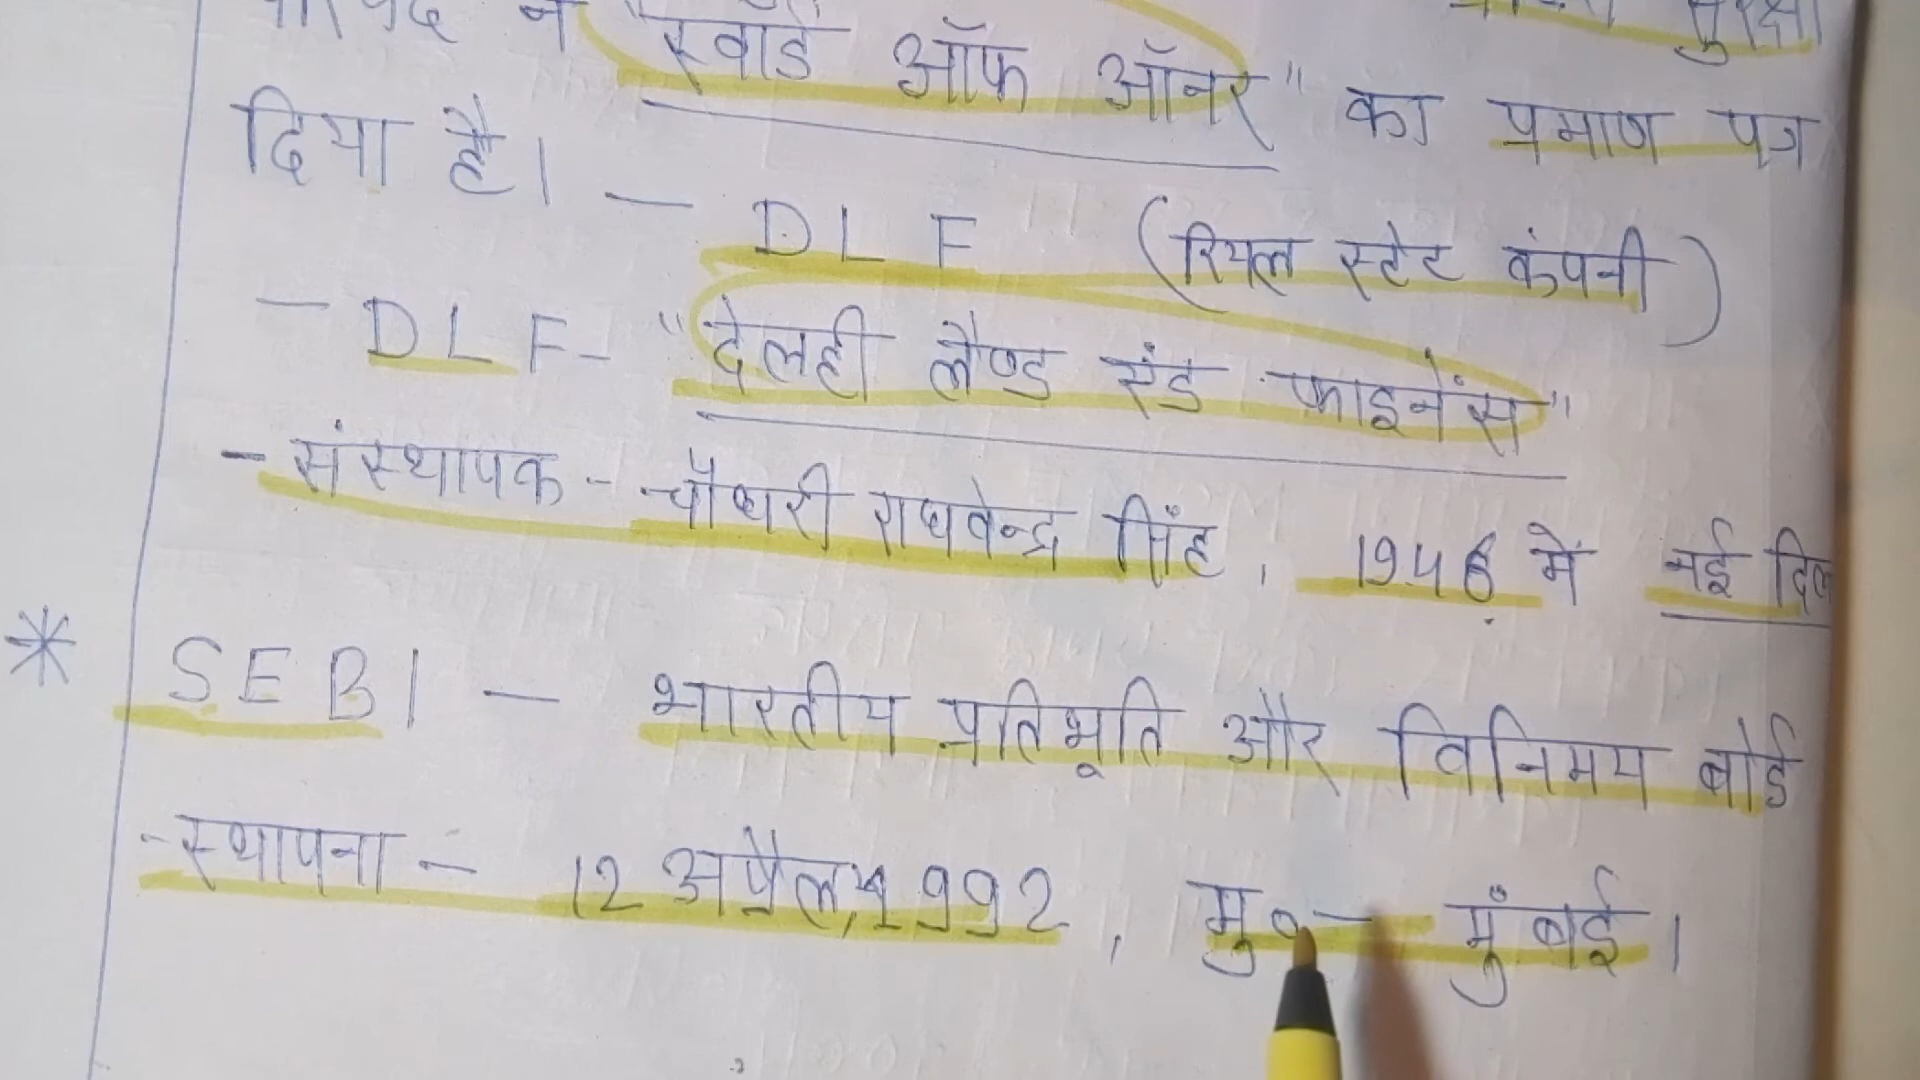 ने "स्वार्ड ऑफ ऑनर" का प्रमाण पत्र
सुरक्षा
दिया है। — DLF (रियल स्टेट कंपनी)
- DLF - "देलही लैण्ड एंड फाइनेंस"
- संस्थापक - चौधरी राघवेन्द्र सिंह, 1946 में नई दिल
* SEBI — भारतीय प्रतिभूति और विनिमय बोर्ड
- स्थापना - 12 अप्रैल, 1992, मु०- मुंबई।